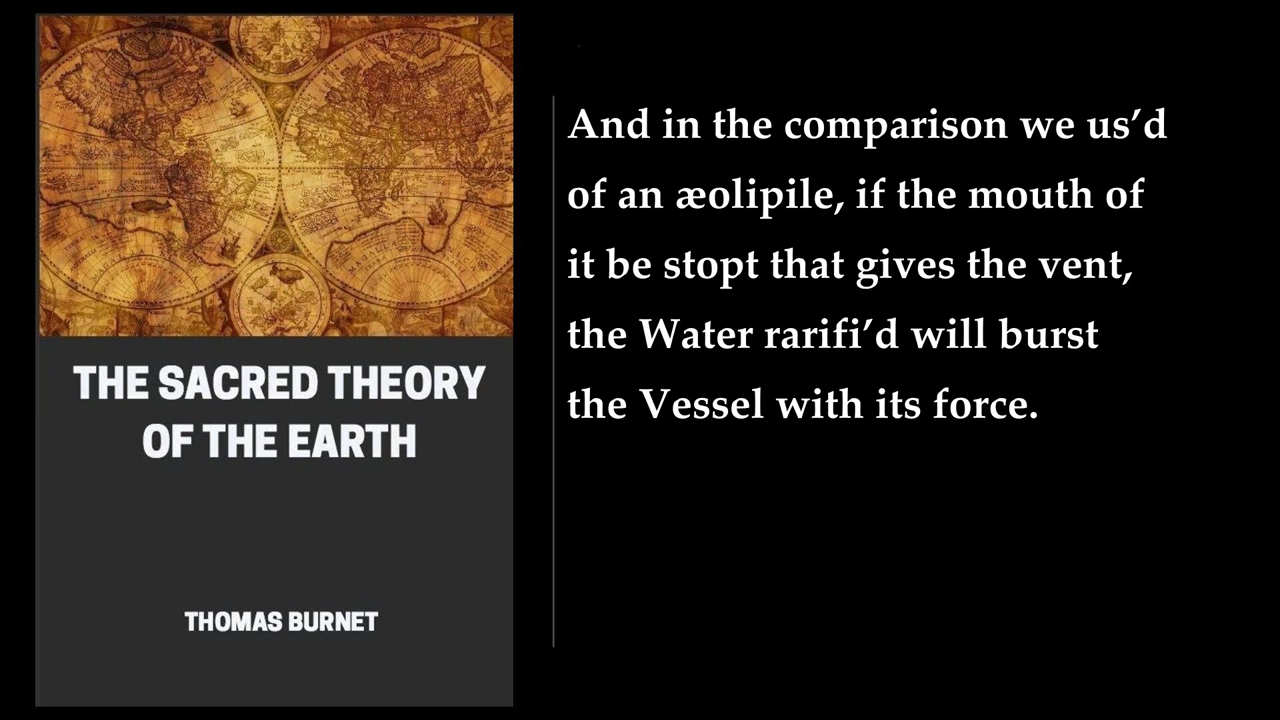 THE SACRED THEORY
OF THE EARTH
THOMAS BURNET
And in the comparison we us’d
of an æolipile, if the mouth of
it be stopt that gives the vent,
the Water rarifi’d will burst
the Vessel with its force.